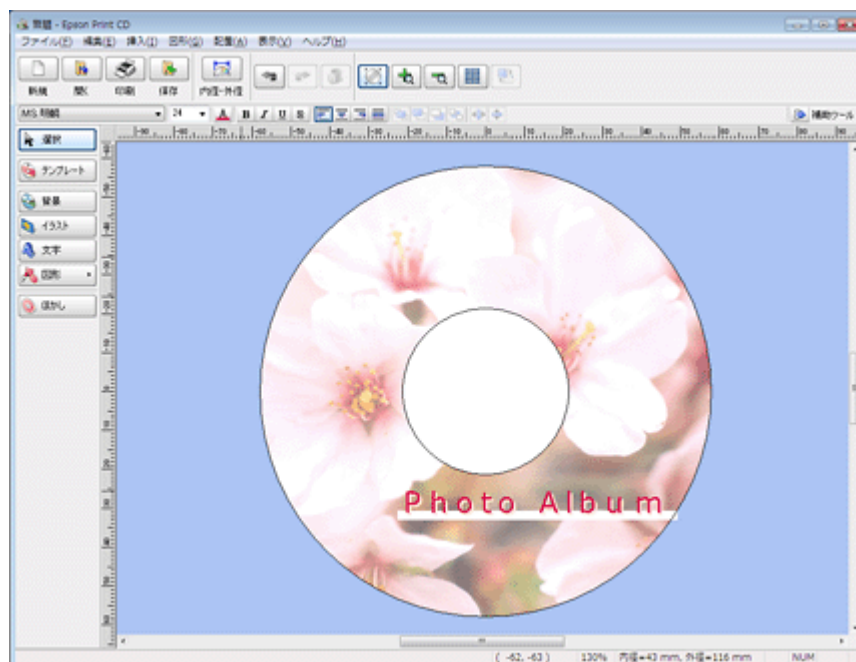 無題 - Epson Print CD
ファイル(F) 編集(E) 挿入(I) 図形(G) 配置(A) 表示(V) ヘルプ(H)
新規 開く 印刷 保存 内径・外径
MS 明朝 24 B I U S 補助ツール
選択
テンプレート
背景
イラスト
文字
図形
ぼかし
Photo Album
( -62, -63 ) 130% 内径=43 mm, 外径=116 mm NUM